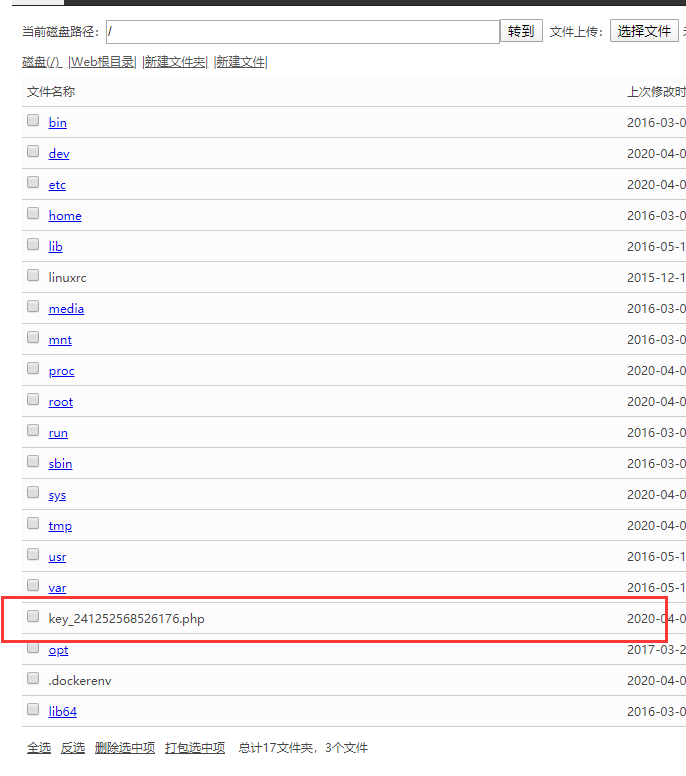 当前磁盘路径: / 转到 文件上传: 选择文件
磁盘(/) |Web根目录| |新建文件夹| |新建文件|
文件名称 上次修改时
bin 2016-03-0
dev 2020-04-0
etc 2020-04-0
home 2016-03-0
lib 2016-05-1
linuxrc 2015-12-1
media 2016-03-0
mnt 2016-03-0
proc 2020-04-0
root 2020-04-0
run 2016-03-0
sbin 2016-03-0
sys 2020-04-0
tmp 2020-04-0
usr 2016-05-1
var 2016-05-1
key_241252568526176.php 2020-04-0
opt 2017-03-2
.dockerenv 2020-04-0
lib64 2016-03-0
全选 反选 删除选中项 打包选中项 总计17文件夹, 3个文件